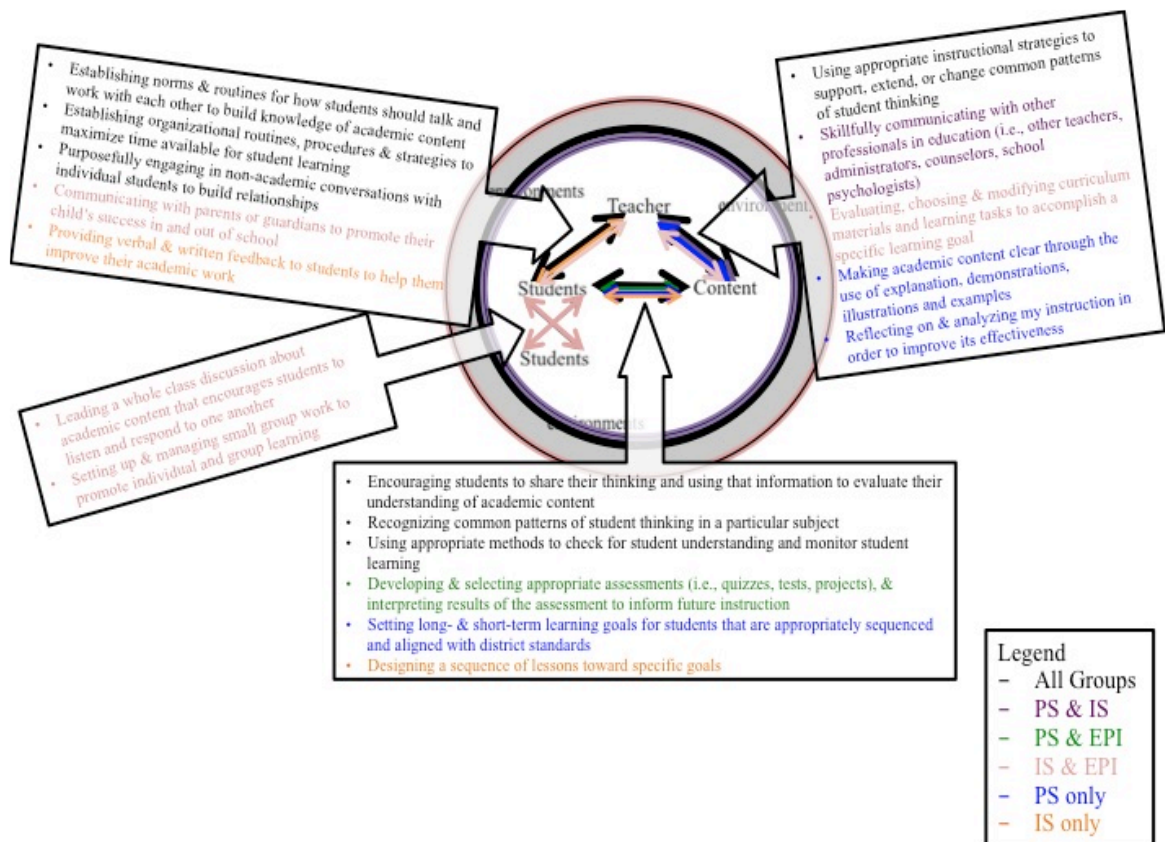 • Establishing norms & routines for how students should talk and
work with each other to build knowledge of academic content
• Establishing organizational routines, procedures & strategies to
maximize time available for student learning
• Purposefully engaging in non-academic conversations with
individual students to build relationships
• Communicating with parents or guardians to promote their
child's success in and out of school
• Providing verbal & written feedback to students to help them
improve their academic work
• Using appropriate instructional strategies to
support, extend, or change common patterns
of student thinking
• Skillfully communicating with other
professionals in education (i.e., other teachers,
administrators, counselors, school
psychologists)
• Evaluating, choosing & modifying curriculum
materials and learning tasks to accomplish a
specific learning goal
• Making academic content clear through the
use of explanation, demonstrations,
illustrations and examples
• Reflecting on & analyzing my instruction in
order to improve its effectiveness
environments
Teacher
environment
Students
Content
Students
environments
• Leading a whole class discussion about
academic content that encourages students to
listen and respond to one another
• Setting up & managing small group work to
promote individual and group learning
• Encouraging students to share their thinking and using that information to evaluate their
understanding of academic content
• Recognizing common patterns of student thinking in a particular subject
• Using appropriate methods to check for student understanding and monitor student
learning
• Developing & selecting appropriate assessments (i.e., quizzes, tests, projects), &
interpreting results of the assessment to inform future instruction
• Setting long- & short-term learning goals for students that are appropriately sequenced
and aligned with district standards
• Designing a sequence of lessons toward specific goals
Legend
– All Groups
– PS & IS
– PS & EPI
– IS & EPI
– PS only
– IS only